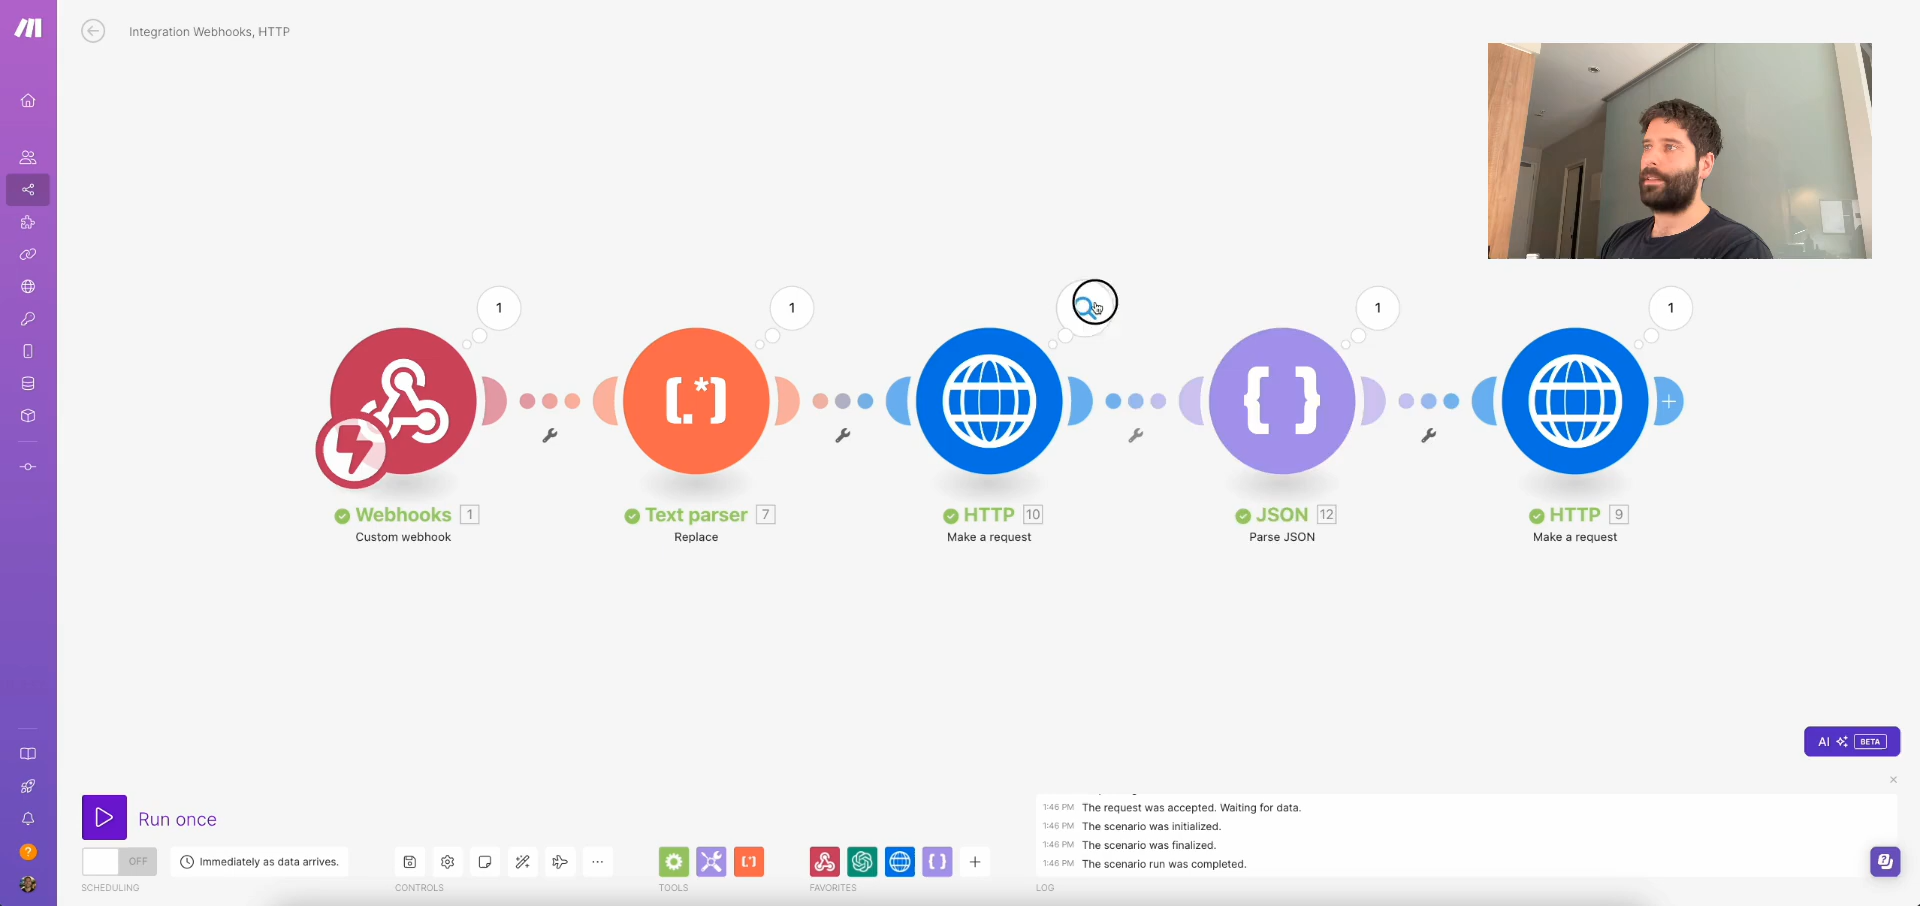 Integration Webhooks, HTTP
1
1
1
1
[.*]
{ }
Webhooks 1
Custom webhook
Text parser 7
Replace
HTTP 10
Make a request
JSON 12
Parse JSON
HTTP 9
Make a request
AI BETA
Run once
OFF
Immediately as data arrives.
SCHEDULING
CONTROLS
TOOLS
FAVORITES
1:46 PM The request was accepted. Waiting for data.
1:46 PM The scenario was initialized.
1:46 PM The scenario was finalized.
1:46 PM The scenario run was completed.
LOG